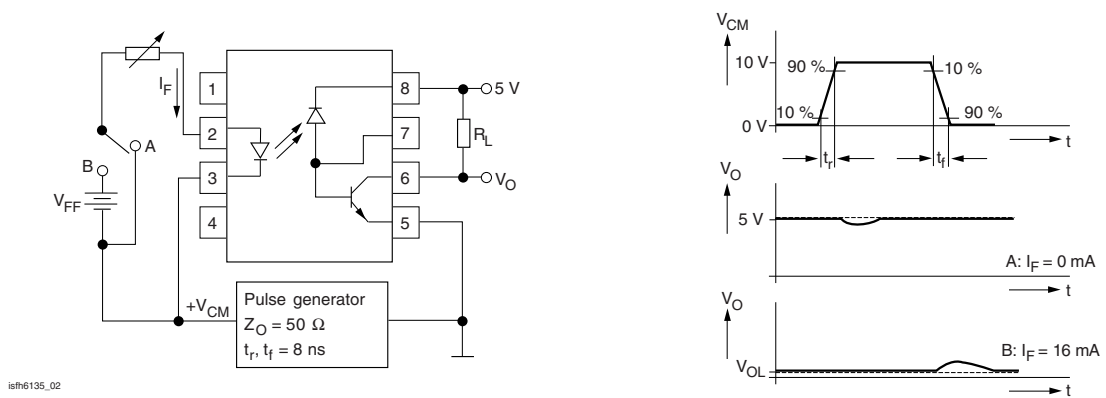 I_F
1
2
3
4
8
7
6
5
5 V
R_L
V_O
A
B
V_FF
+V_CM
Pulse generator
Z_O = 50 Ω
t_r, t_f = 8 ns
isfh6135_02
V_CM
10 V
90 %
10 %
10 %
90 %
0 V
t
t_r
t_f
V_O
5 V
A: I_F = 0 mA
t
V_O
B: I_F = 16 mA
V_OL
t